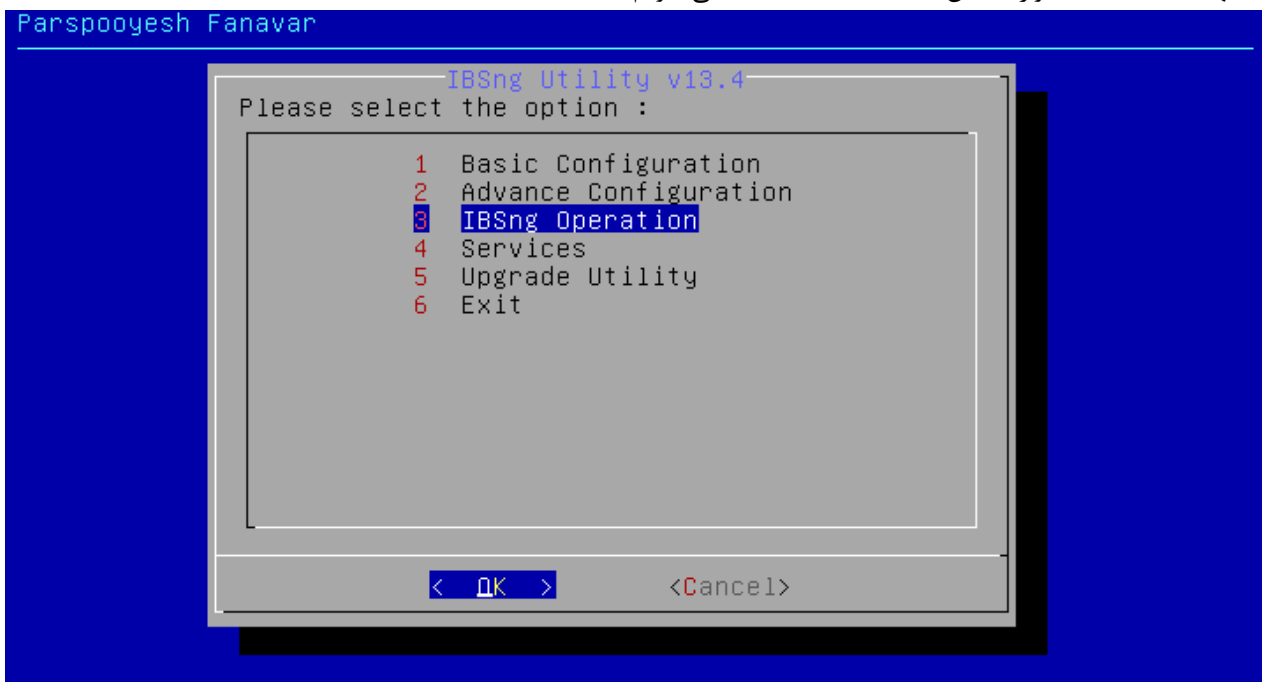 Parspooyesh Fanavar
IBSng Utility v13.4
Please select the option :
1 Basic Configuration
2 Advance Configuration
3 IBSng Operation
4 Services
5 Upgrade Utility
6 Exit
< OK > <Cancel>